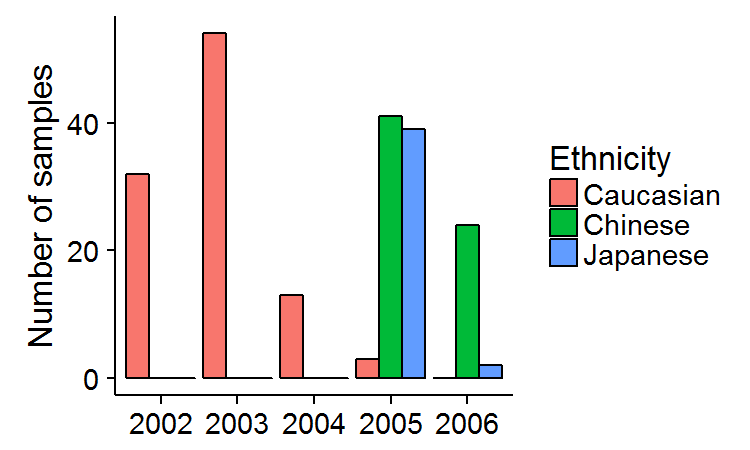 Number of samples
40
20
0
2002 2003 2004 2005 2006
Ethnicity
Caucasian
Chinese
Japanese